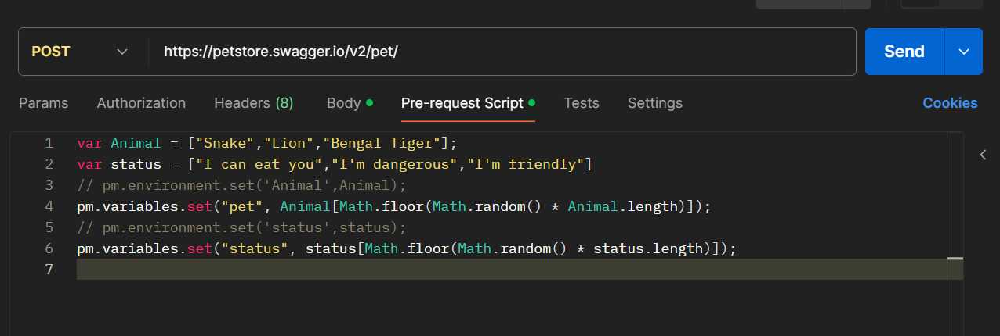 POST https://petstore.swagger.io/v2/pet/ Send
Params Authorization Headers (8) Body Pre-request Script Tests Settings Cookies
1 var Animal = ["Snake","Lion","Bengal Tiger"];
2 var status = ["I can eat you","I'm dangerous","I'm friendly"]
3 // pm.environment.set('Animal',Animal);
4 pm.variables.set("pet", Animal[Math.floor(Math.random() * Animal.length)]);
5 // pm.environment.set('status',status);
6 pm.variables.set("status", status[Math.floor(Math.random() * status.length)]);
7